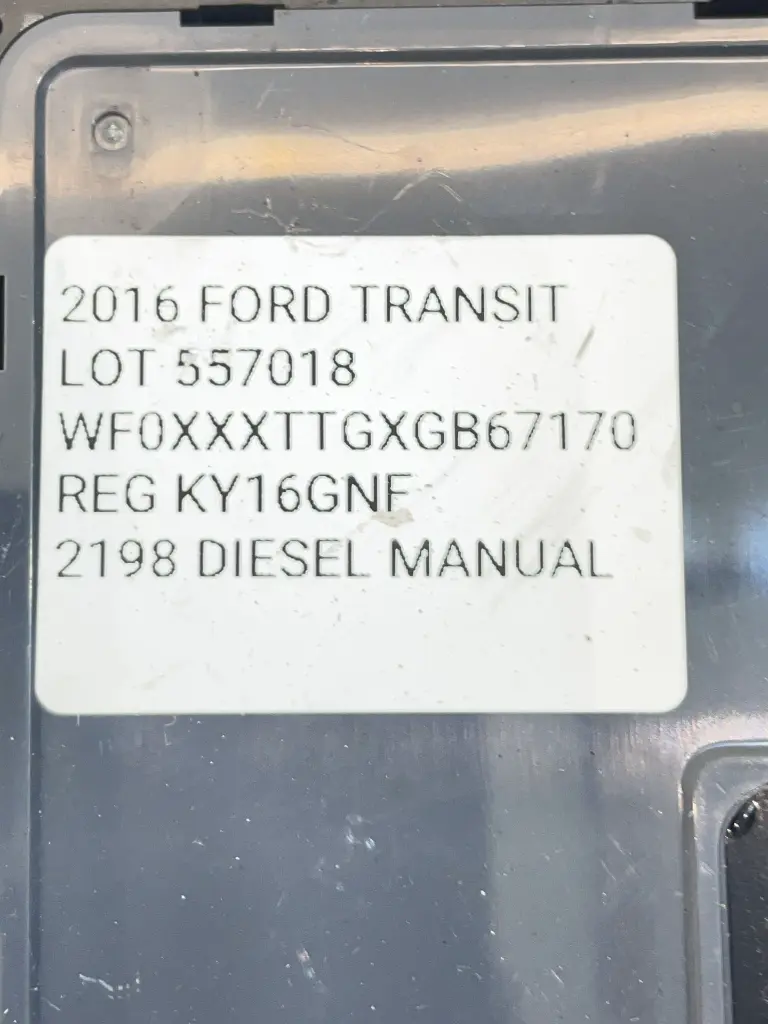 2016 FORD TRANSIT
LOT 557018
WF0XXXTTGXGB67170
REG KY16GNF
2198 DIESEL MANUAL